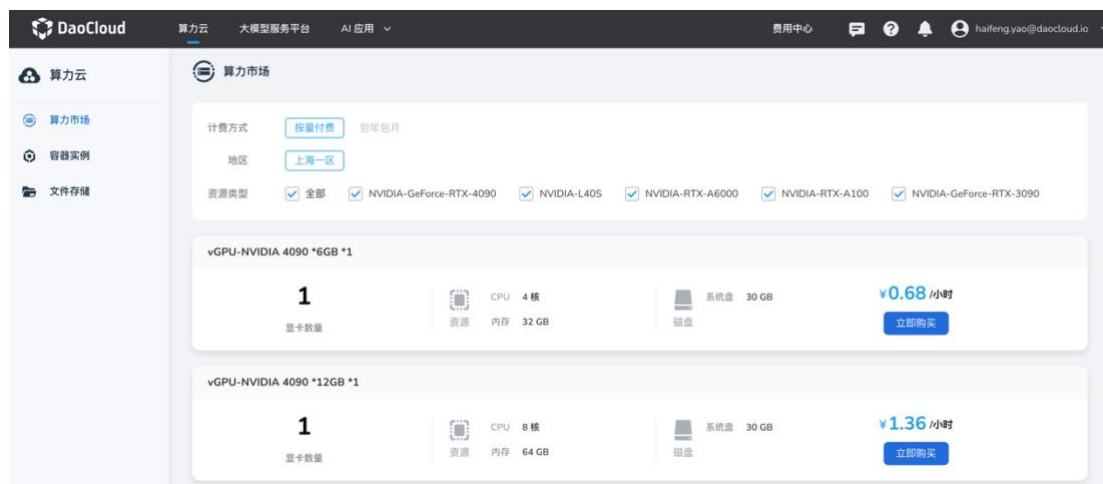 DaoCloud 算力云 大模型服务平台 AI 应用 费用中心 haifeng.yao@daocloud.io
算力云
算力市场
容器实例
文件存储
算力市场
计费方式 按量付费 包年包月
地区 上海一区
资源类型 全部 NVIDIA-GeForce-RTX-4090 NVIDIA-L40S NVIDIA-RTX-A6000 NVIDIA-RTX-A100 NVIDIA-GeForce-RTX-3090
vGPU-NVIDIA 4090 *6GB *1
1 CPU 4 核 系统盘 30 GB ¥0.68 /小时
显卡数量 资源 内存 32 GB 磁盘 立即购买
vGPU-NVIDIA 4090 *12GB *1
1 CPU 8 核 系统盘 30 GB ¥1.36 /小时
显卡数量 资源 内存 64 GB 磁盘 立即购买